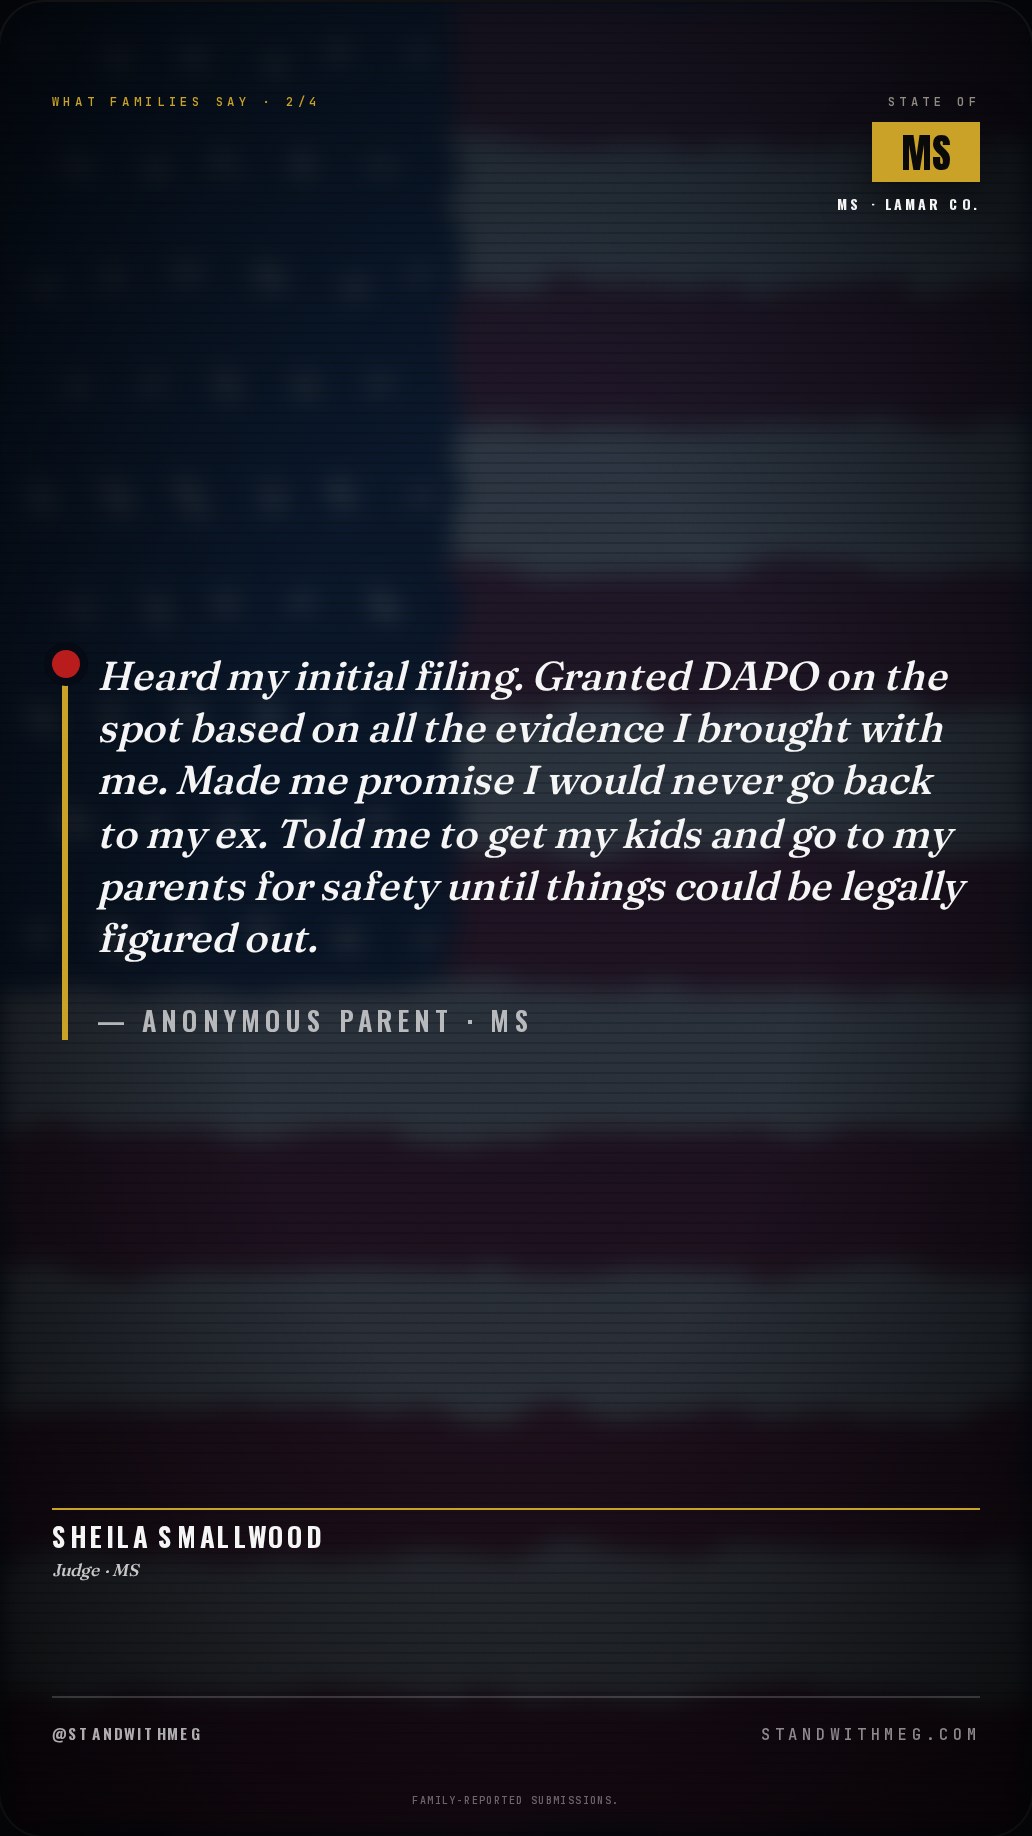 WHAT FAMILIES SAY · 2/4
STATE OF
MS
MS · LAMAR CO.
Heard my initial filing. Granted DAPO on the
spot based on all the evidence I brought with
me. Made me promise I would never go back
to my ex. Told me to get my kids and go to my
parents for safety until things could be legally
figured out.
— ANONYMOUS PARENT · MS
SHEILA SMALLWOOD
Judge · MS
@STANDWITHMEG
STANDWITHMEG.COM
FAMILY-REPORTED SUBMISSIONS.